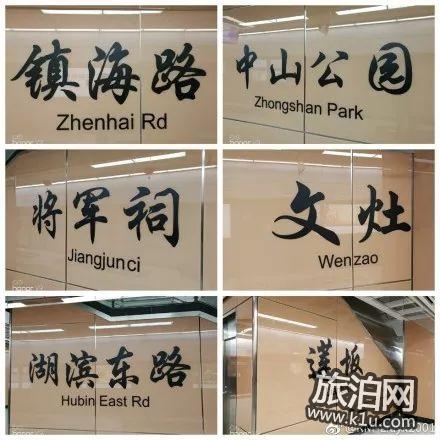 镇海路
Zhenhai Rd
中山公园
Zhongshan Park
将军祠
Jiangjunci
文灶
Wenzao
湖滨东路
Hubin East Rd
莲坂
旅泊网
www.k1u.com